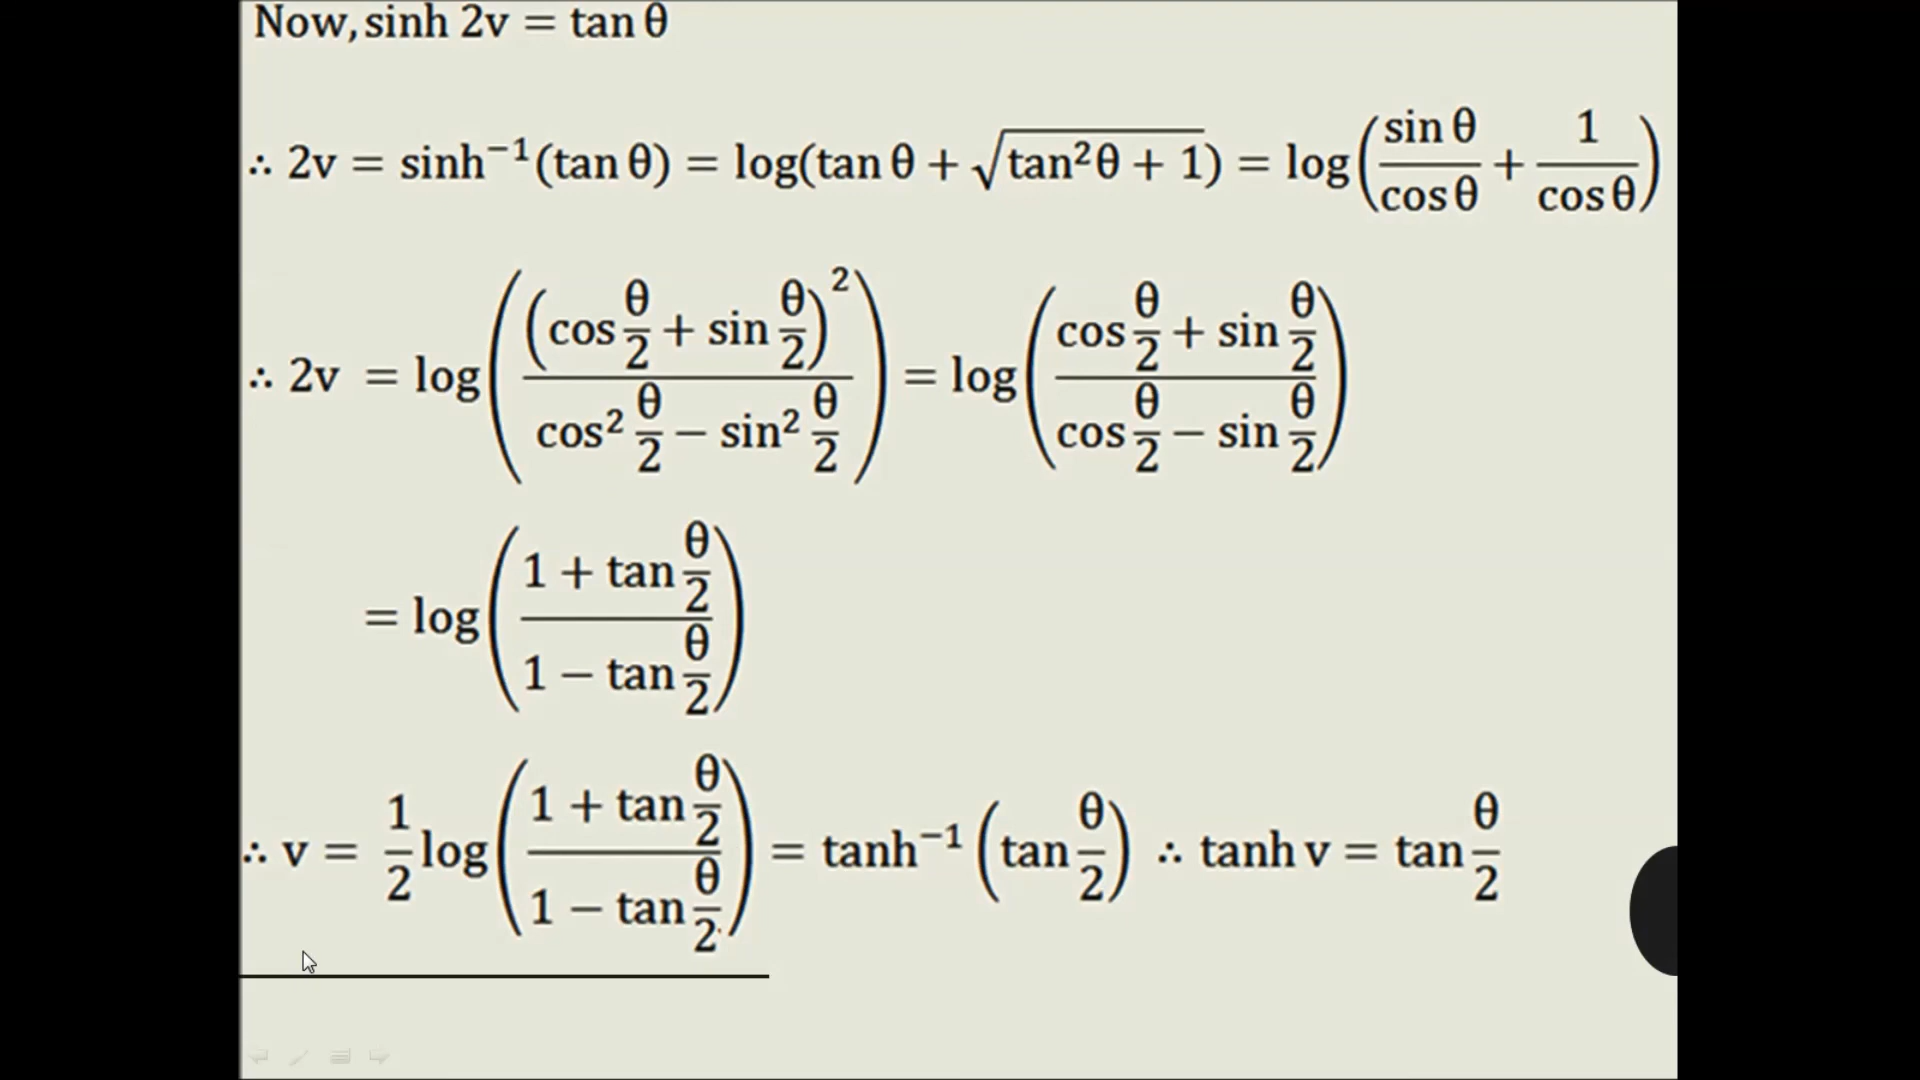 Now, sinh 2v = tan θ
∴ 2v = sinh⁻¹(tan θ) = log(tan θ + √(tan²θ + 1)) = log(sin θ/cos θ + 1/cos θ)
∴ 2v = log((cos θ/2 + sin θ/2)²/(cos² θ/2 − sin² θ/2)) = log((cos θ/2 + sin θ/2)/(cos θ/2 − sin θ/2))
= log((1 + tan θ/2)/(1 − tan θ/2))
∴ v = 1/2 log((1 + tan θ/2)/(1 − tan θ/2)) = tanh⁻¹(tan θ/2) ∴ tanh v = tan θ/2